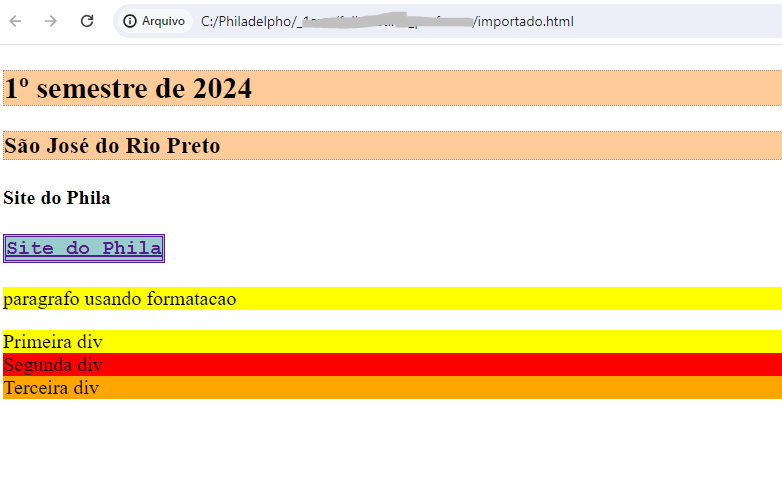 Arquivo C:/Philadelpho/ /importado.html
1º semestre de 2024
São José do Rio Preto
Site do Phila
Site do Phila
paragrafo usando formatacao
Primeira div
Segunda div
Terceira div